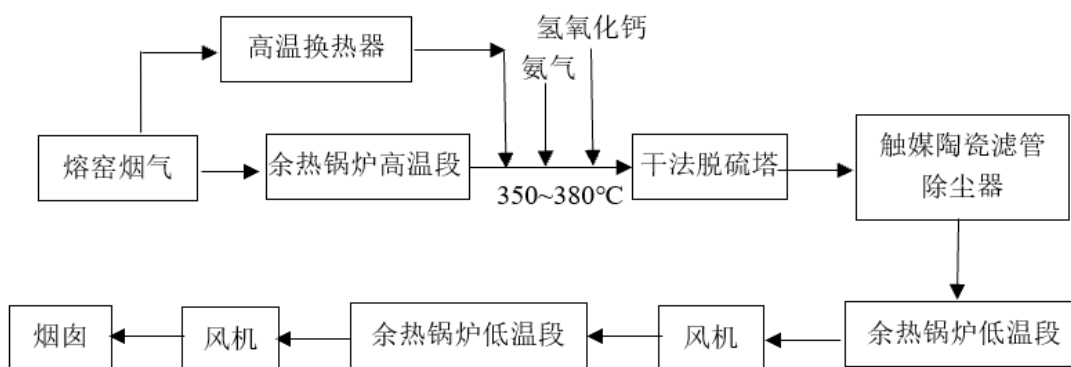 氢氧化钙
高温换热器
氨气
熔窑烟气
余热锅炉高温段
350~380℃
干法脱硫塔
触媒陶瓷滤管
除尘器
烟囱
风机
余热锅炉低温段
风机
余热锅炉低温段